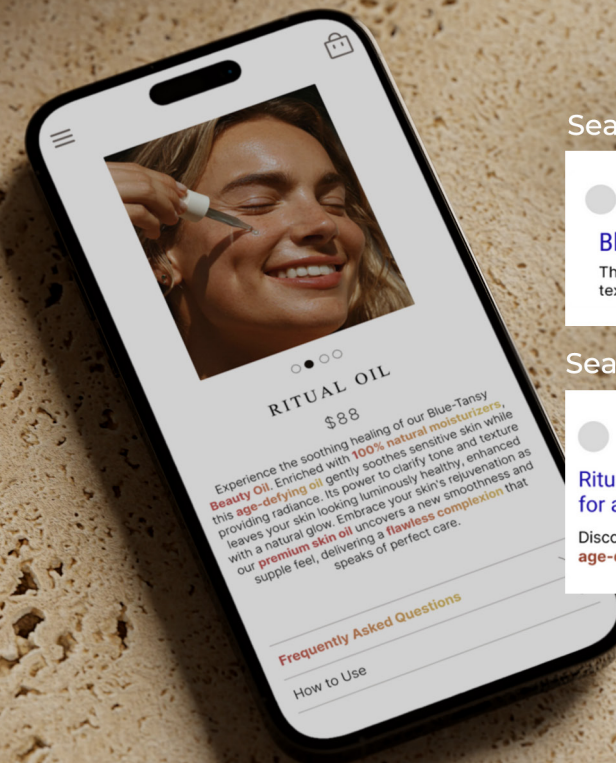 RITUAL OIL
$88
Experience the soothing healing of our Blue-Tansy
Beauty Oil. Enriched with 100% natural moisturizers,
this age-defying oil gently soothes sensitive skin while
providing radiance. Its power to clarify tone and texture
leaves your skin looking luminously healthy, enhanced
with a natural glow. Embrace your skin's rejuvenation as
our premium skin oil uncovers a new smoothness and
supple feel, delivering a flawless complexion that
speaks of perfect care.
Frequently Asked Questions
How to Use
Sea
Bl
Th
tex
Sea
Ritu
for a
Disco
age-d